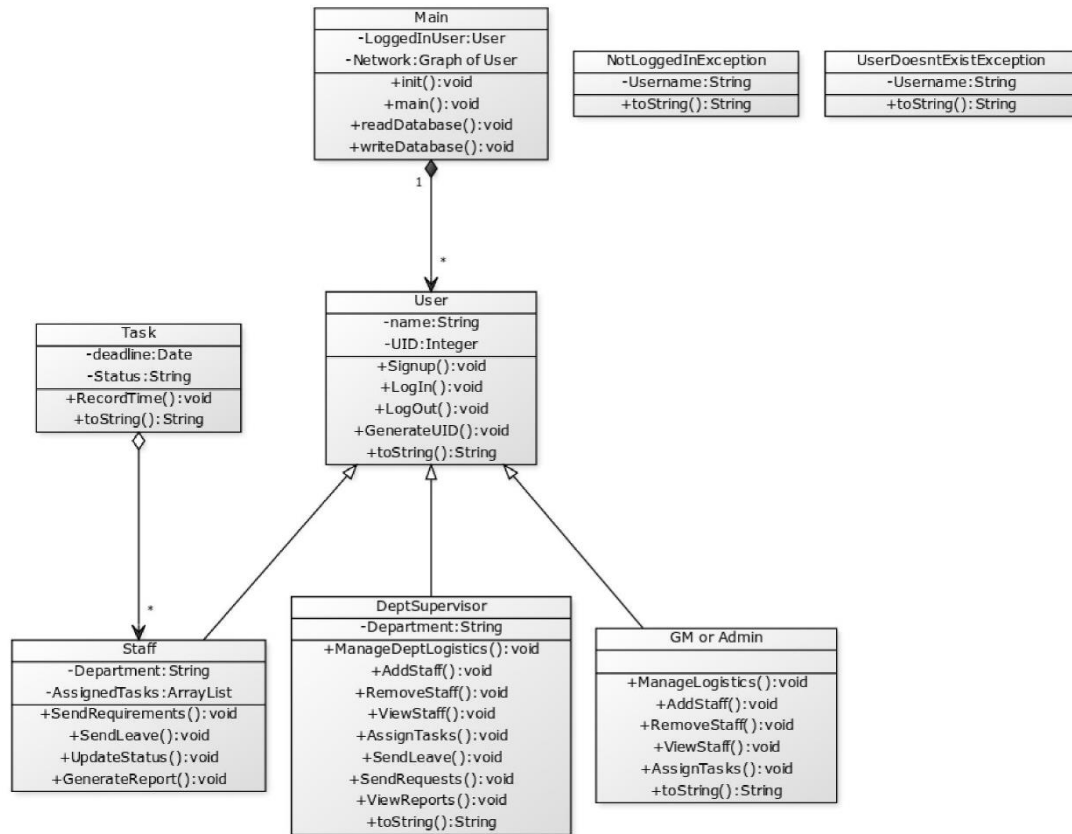 Main
-LoggedInUser:User
-Network:Graph of User
+init():void
+main():void
+readDatabase():void
+writeDatabase():void
NotLoggedInException
-Username:String
+toString():String
UserDoesntExistException
-Username:String
+toString():String
1
*
User
-name:String
-UID:Integer
+Signup():void
+LogIn():void
+LogOut():void
+GenerateUID():void
+toString():String
Task
-deadline:Date
-Status:String
+RecordTime():void
+toString():String
*
Staff
-Department:String
-AssignedTasks:ArrayList
+SendRequirements():void
+SendLeave():void
+UpdateStatus():void
+GenerateReport():void
DeptSupervisor
-Department:String
+ManageDeptLogistics():void
+AddStaff():void
+RemoveStaff():void
+ViewStaff():void
+AssignTasks():void
+SendLeave():void
+SendRequests():void
+ViewReports():void
+toString():String
GM or Admin
+ManageLogistics():void
+AddStaff():void
+RemoveStaff():void
+ViewStaff():void
+AssignTasks():void
+toString():String